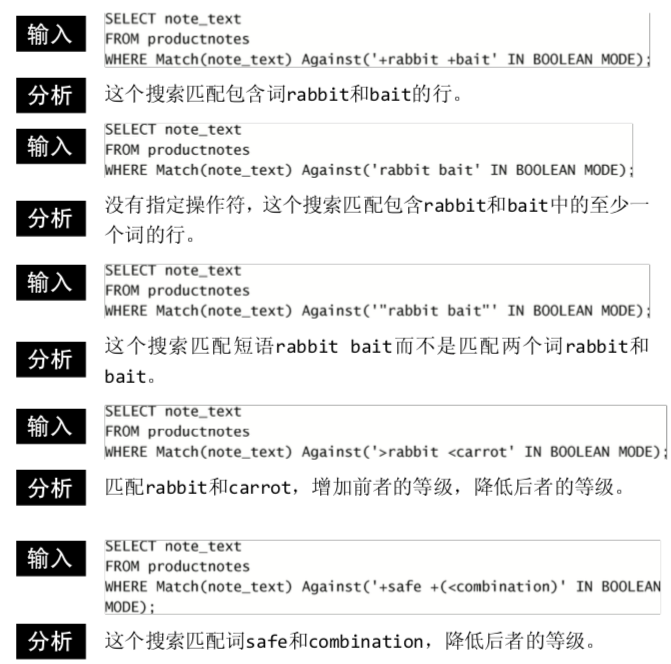 输入
SELECT note_text
FROM productnotes
WHERE Match(note_text) Against('+rabbit +bait' IN BOOLEAN MODE);
分析
这个搜索匹配包含词rabbit和bait的行。
输入
SELECT note_text
FROM productnotes
WHERE Match(note_text) Against('rabbit bait' IN BOOLEAN MODE);
分析
没有指定操作符，这个搜索匹配包含rabbit和bait中的至少一
个词的行。
输入
SELECT note_text
FROM productnotes
WHERE Match(note_text) Against('"rabbit bait"' IN BOOLEAN MODE);
分析
这个搜索匹配短语rabbit bait而不是匹配两个词rabbit和
bait。
输入
SELECT note_text
FROM productnotes
WHERE Match(note_text) Against('>rabbit <carrot' IN BOOLEAN MODE);
分析
匹配rabbit和carrot，增加前者的等级，降低后者的等级。
输入
SELECT note_text
FROM productnotes
WHERE Match(note_text) Against('+safe +(<combination)' IN BOOLEAN
MODE);
分析
这个搜索匹配词safe和combination，降低后者的等级。